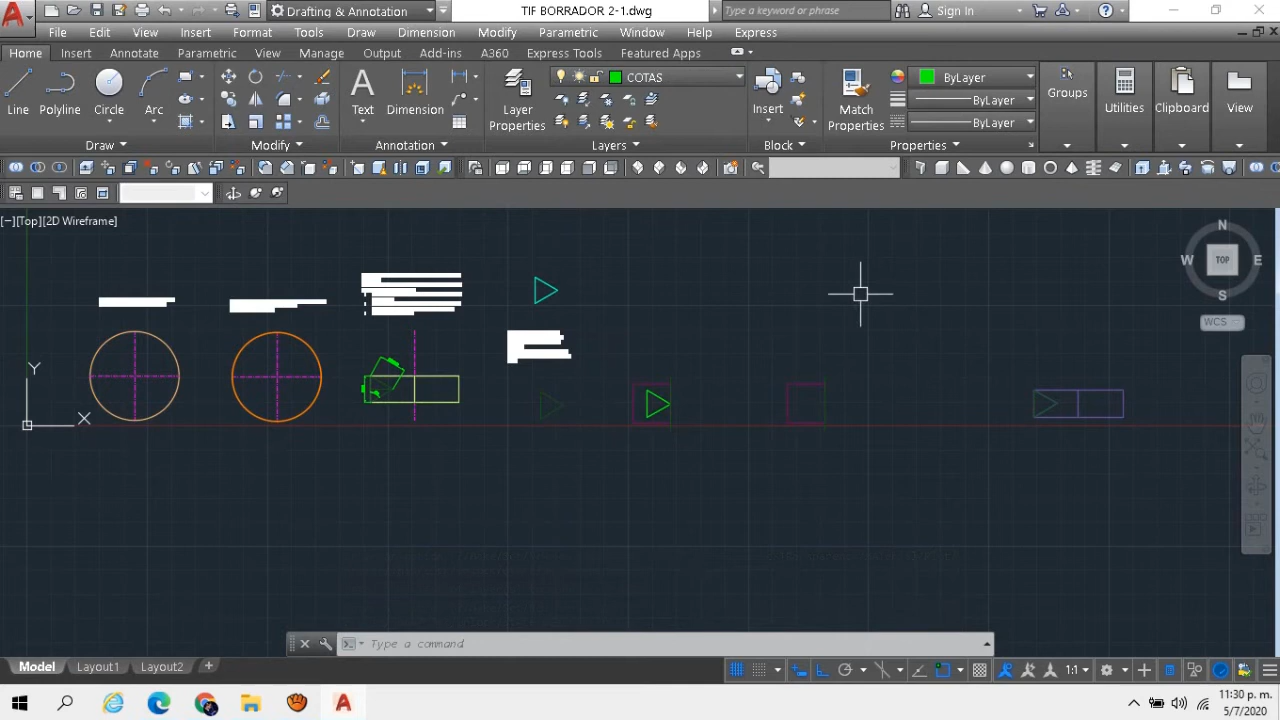 Drafting & Annotation
TIF BORRADOR 2-1.dwg
Type a keyword or phrase
Sign In
File Edit View Insert Format Tools Draw Dimension Modify Parametric Window Help Express
Home Insert Annotate Parametric View Manage Output Add-ins A360 Express Tools Featured Apps
COTAS
ByLayer
ByLayer
ByLayer
Line Polyline Circle Arc Text Dimension Layer Properties Insert Match Properties Groups Utilities Clipboard View
Draw Modify Annotation Layers Block Properties
[−][Top][2D Wireframe]
N
W TOP E
S
WCS
Y
X
Type a command
Model Layout1 Layout2 +
1:1
11:30 p. m.
5/7/2020